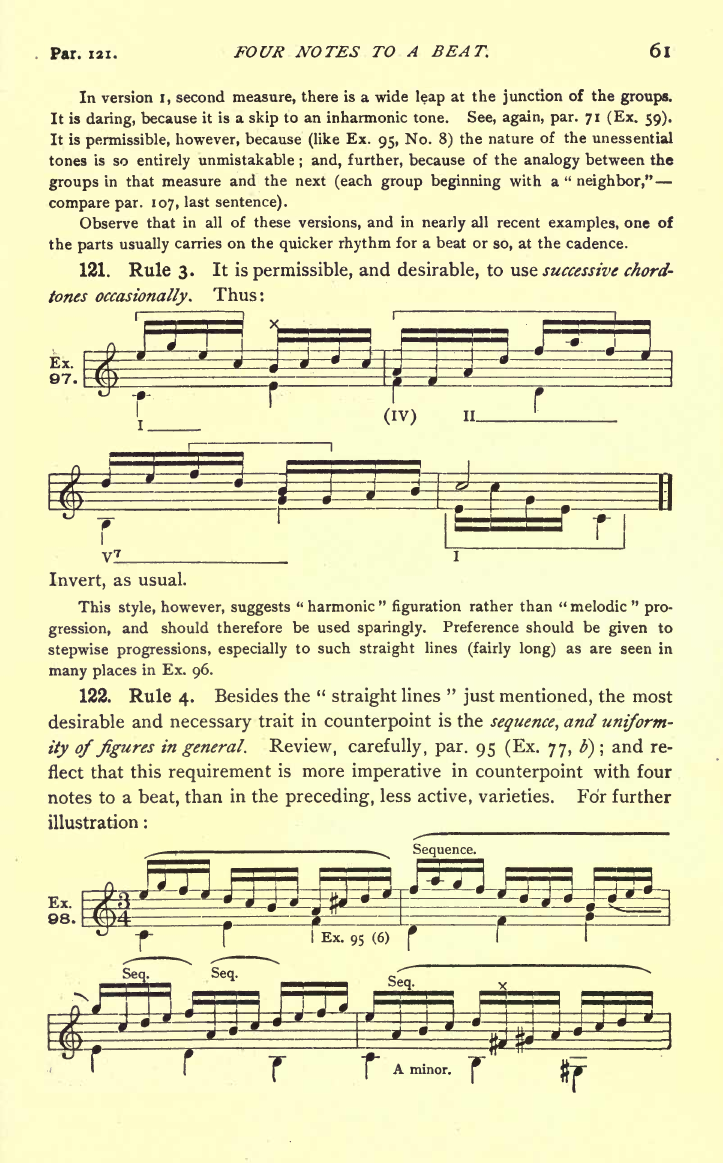 Par. 121. FOUR NOTES TO A BEAT. 61
In version 1, second measure, there is a wide leap at the junction of the groups.
It is daring, because it is a skip to an inharmonic tone. See, again, par. 71 (Ex. 59).
It is permissible, however, because (like Ex. 95, No. 8) the nature of the unessential
tones is so entirely unmistakable ; and, further, because of the analogy between the
groups in that measure and the next (each group beginning with a “ neighbor,”—
compare par. 107, last sentence).
Observe that in all of these versions, and in nearly all recent examples, one of
the parts usually carries on the quicker rhythm for a beat or so, at the cadence.
121. Rule 3. It is permissible, and desirable, to use successive chord-
tones occasionally. Thus:
×
Ex.
97.
I (IV) II
V7 I
Invert, as usual.
This style, however, suggests “ harmonic ” figuration rather than “ melodic ” pro-
gression, and should therefore be used sparingly. Preference should be given to
stepwise progressions, especially to such straight lines (fairly long) as are seen in
many places in Ex. 96.
122. Rule 4. Besides the “ straight lines ” just mentioned, the most
desirable and necessary trait in counterpoint is the sequence, and uniform-
ity of figures in general. Review, carefully, par. 95 (Ex. 77, b) ; and re-
flect that this requirement is more imperative in counterpoint with four
notes to a beat, than in the preceding, less active, varieties. For further
illustration :
Sequence.
Ex.
98.
3
4
Ex. 95 (6)
Seq. Seq. Seq. ×
A minor.